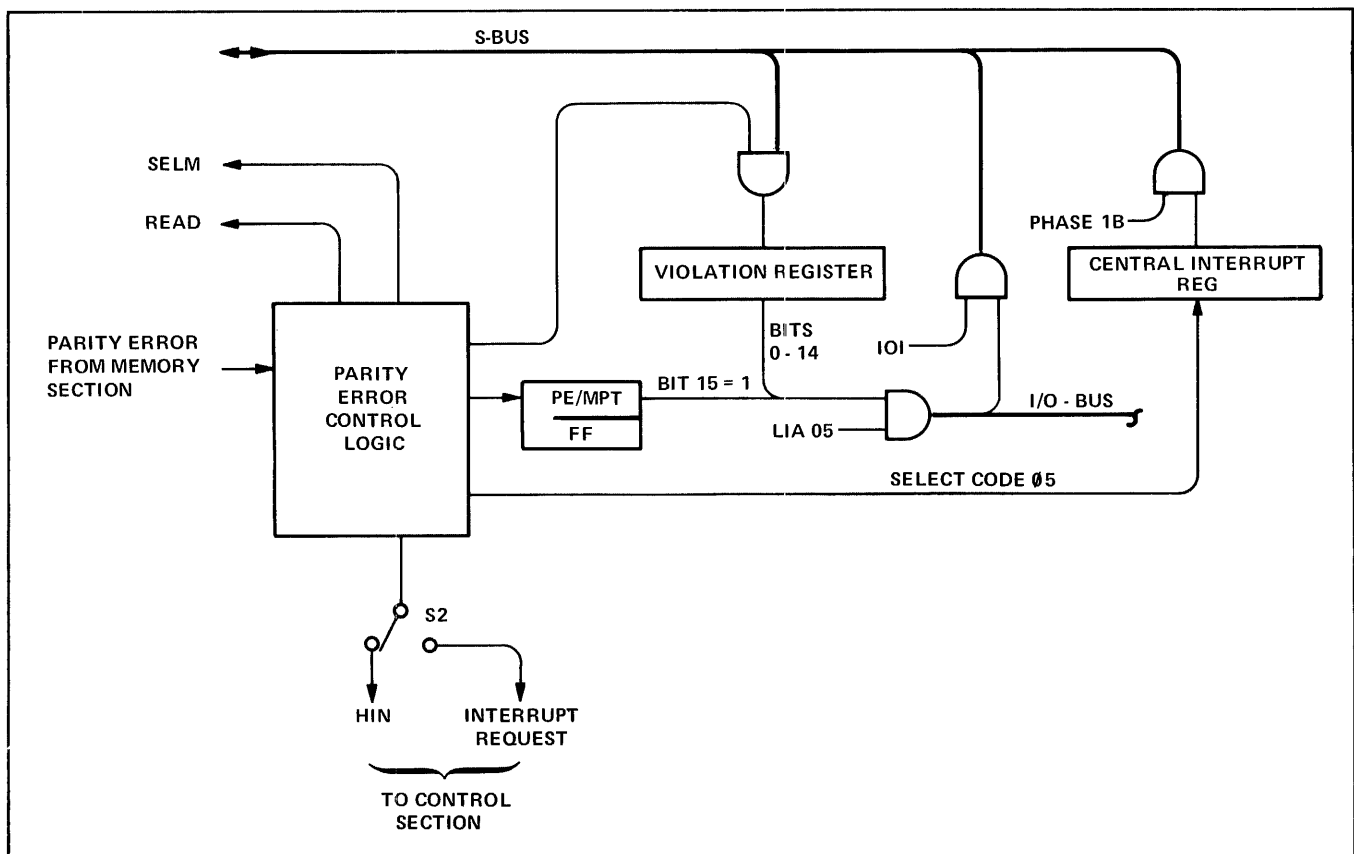 S-BUS
SELM
READ
PHASE 1B
VIOLATION REGISTER
CENTRAL INTERRUPT
REG
PARITY ERROR
FROM MEMORY
SECTION
PARITY
ERROR
CONTROL
LOGIC
BITS
0 - 14
IOI
PE/MPT
FF
BIT 15 = 1
LIA 05
I/O - BUS
SELECT CODE Ø5
S2
HIN
INTERRUPT
REQUEST
TO CONTROL
SECTION